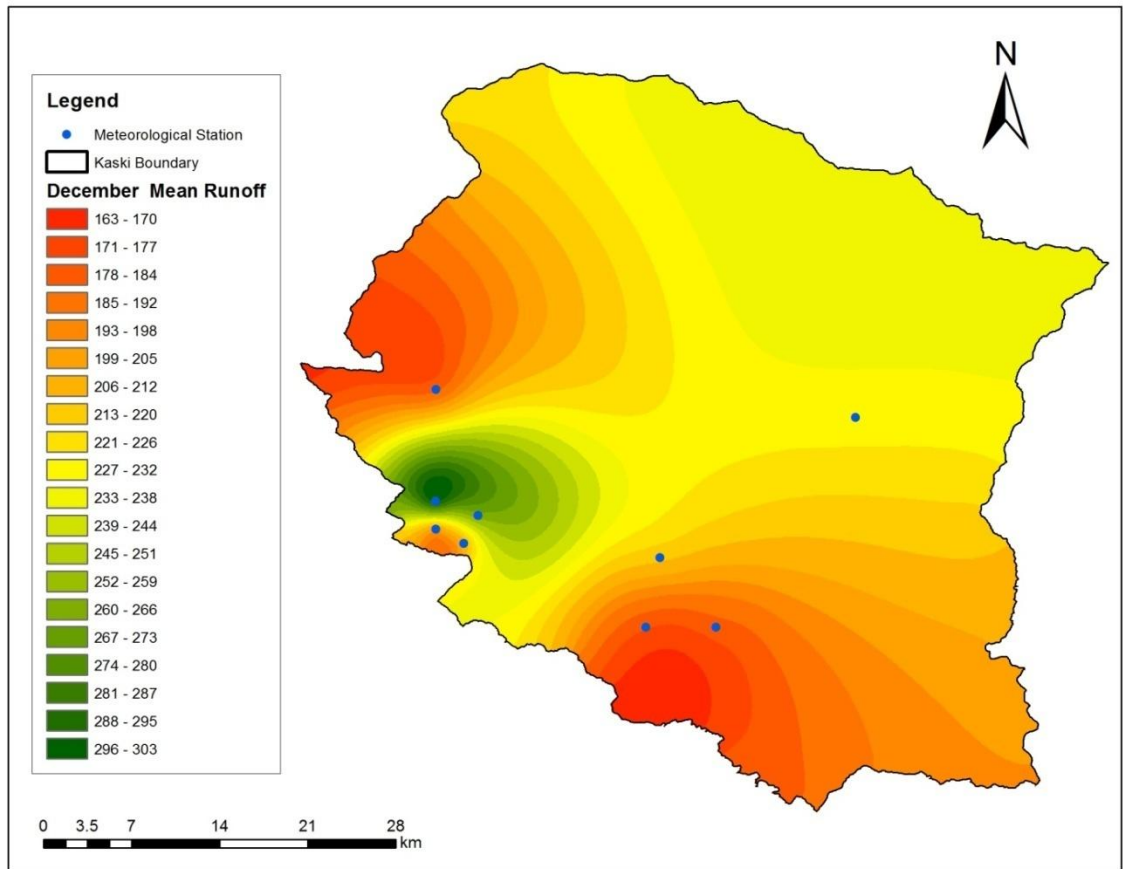 N
Legend
Meteorological Station
Kaski Boundary
December Mean Runoff
163 - 170
171 - 177
178 - 184
185 - 192
193 - 198
199 - 205
206 - 212
213 - 220
221 - 226
227 - 232
233 - 238
239 - 244
245 - 251
252 - 259
260 - 266
267 - 273
274 - 280
281 - 287
288 - 295
296 - 303
0 3.5 7 14 21 28
km